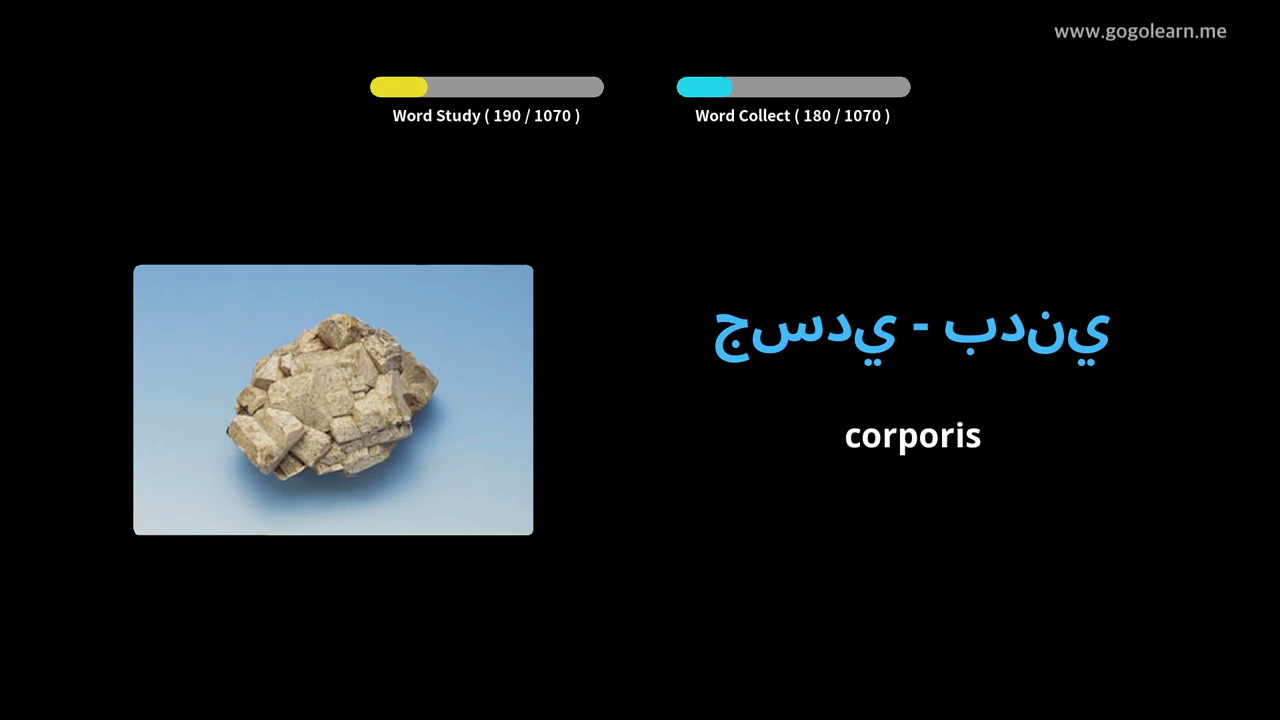 www.gogolearn.me
Word Study ( 190 / 1070 )
Word Collect ( 180 / 1070 )
جسدي - بدني
corporis